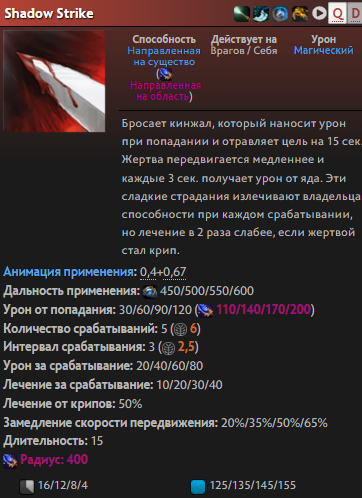 Shadow Strike
Q D
Способность
Направленная на существо
(Направленная на область)
Действует на
Врагов / Себя
Урон
Магический
Бросает кинжал, который наносит урон
при попадании и отравляет цель на 15 сек.
Жертва передвигается медленнее и
каждые 3 сек. получает урон от яда. Эти
сладкие страдания излечивают владельца
способности при каждом срабатывании,
но лечение в 2 раза слабее, если жертвой
стал крип.
Анимация применения: 0,4+0,67
Дальность применения: 450/500/550/600
Урон от попадания: 30/60/90/120 (110/140/170/200)
Количество срабатываний: 5 (6)
Интервал срабатывания: 3 (2,5)
Урон за срабатывание: 20/40/60/80
Лечение за срабатывание: 10/20/30/40
Лечение от крипов: 50%
Замедление скорости передвижения: 20%/35%/50%/65%
Длительность: 15
Радиус: 400
16/12/8/4 125/135/145/155